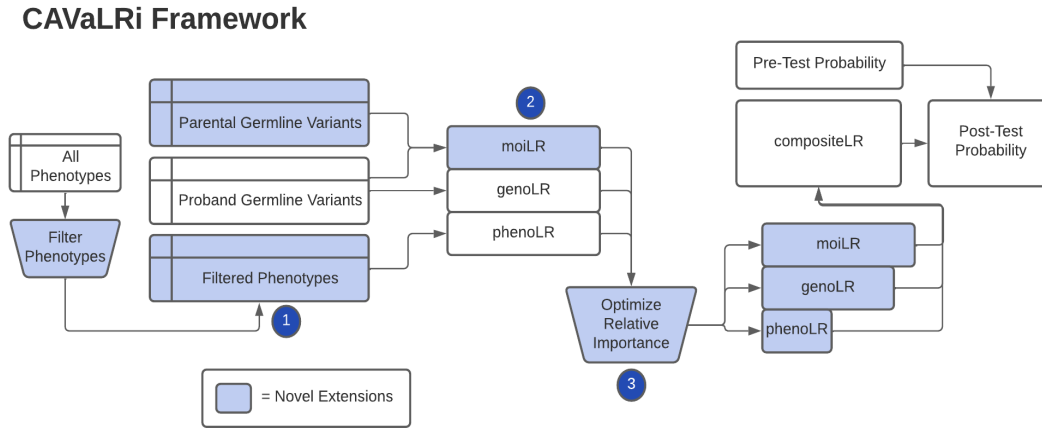 CAVaLRi Framework
All
Phenotypes
Filter
Phenotypes
Parental Germline Variants
Proband Germline Variants
Filtered Phenotypes
1
2
moiLR
genoLR
phenoLR
Optimize
Relative
Importance
3
moiLR
genoLR
phenoLR
Pre-Test Probability
compositeLR
Post-Test
Probability
= Novel Extensions